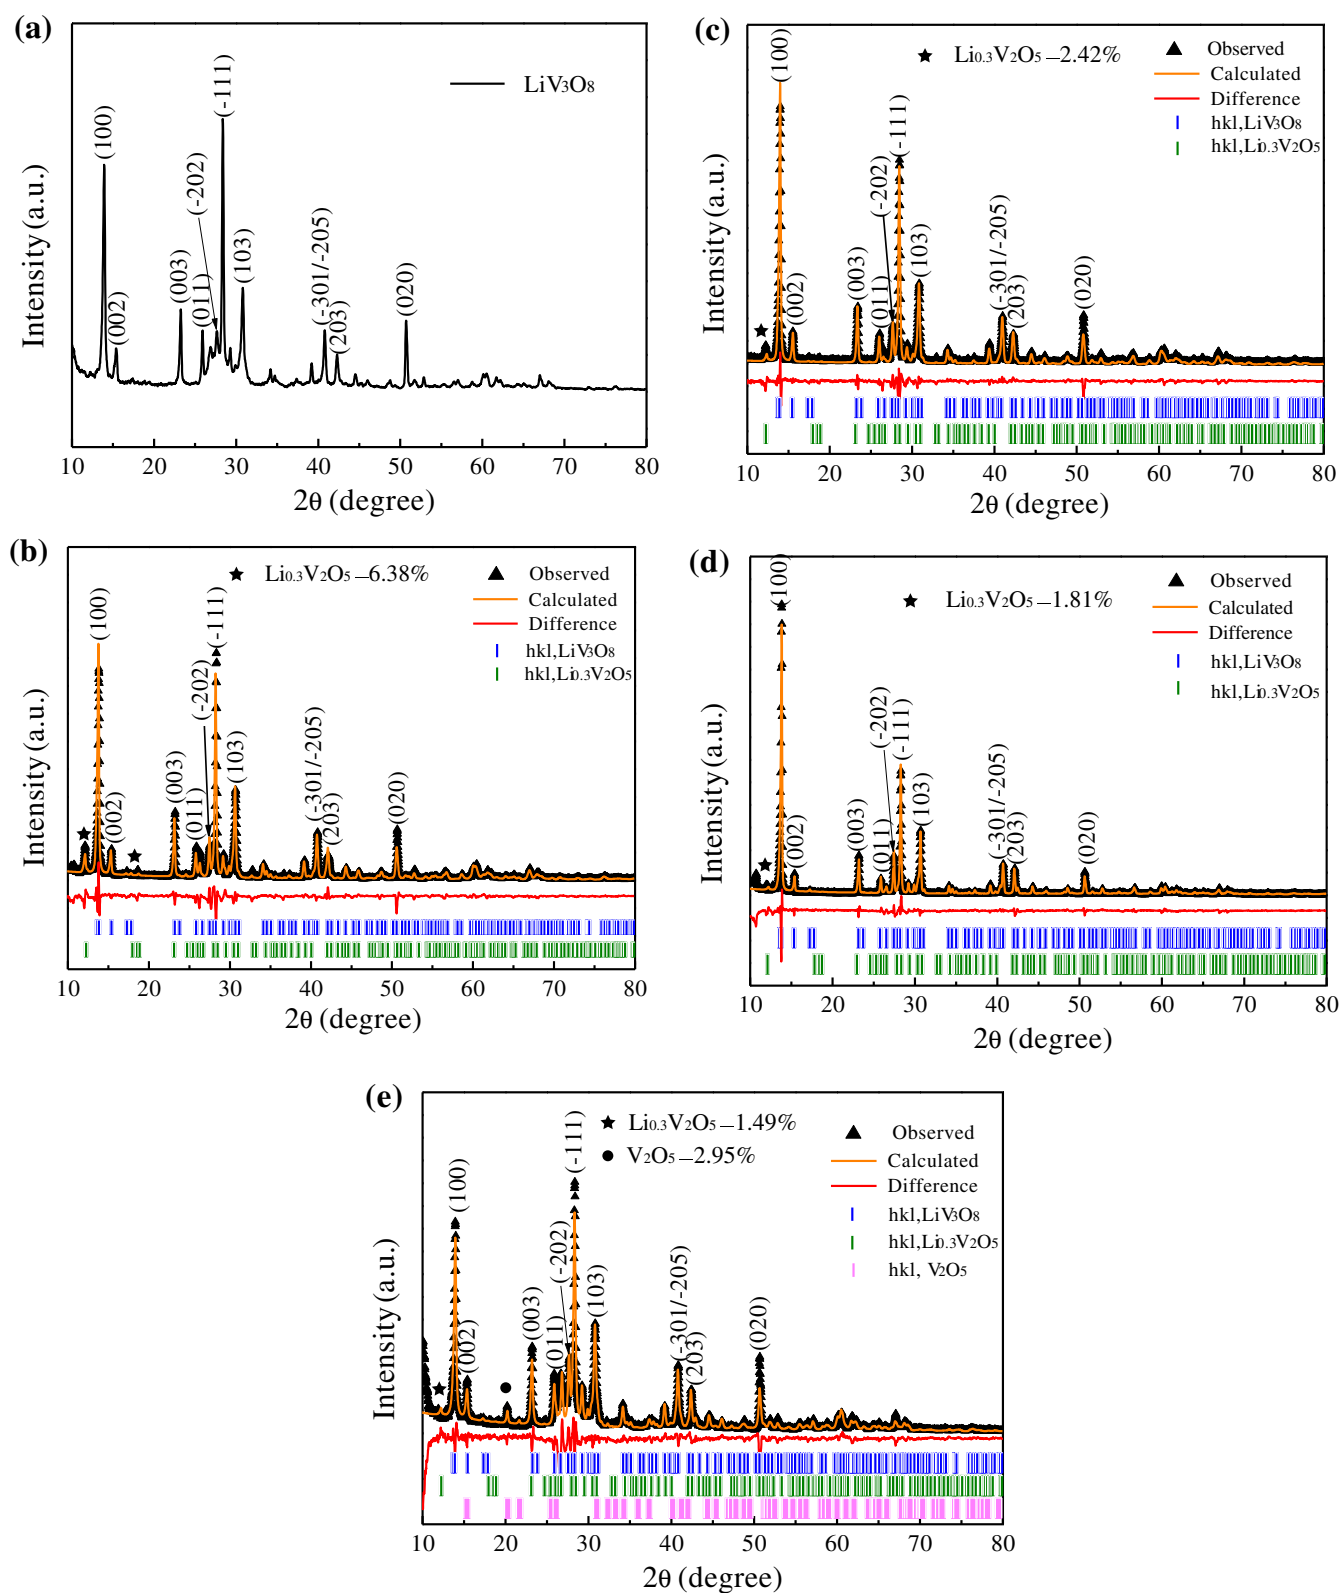 (a)
LiV3O8
(100)
(002)
(003)
(011)
(-202)
(-111)
(103)
(-301/-205)
(203)
(020)
Intensity (a.u.)
10 20 30 40 50 60 70 80
2θ (degree)
(c)
★ Li0.3V2O5 —2.42%
Observed
Calculated
Difference
hkl,LiV3O8
hkl,Li0.3V2O5
(100)
(002)
(003)
(011)
(-202)
(-111)
(103)
(-301/-205)
(203)
(020)
Intensity (a.u.)
10 20 30 40 50 60 70 80
2θ (degree)
(b)
★ Li0.3V2O5 —6.38%
Observed
Calculated
Difference
hkl,LiV3O8
hkl,Li0.3V2O5
(100)
(002)
(003)
(011)
(-202)
(-111)
(103)
(-301/-205)
(203)
(020)
Intensity (a.u.)
10 20 30 40 50 60 70 80
2θ (degree)
(d)
★ Li0.3V2O5 —1.81%
Observed
Calculated
Difference
hkl,LiV3O8
hkl,Li0.3V2O5
(100)
(002)
(003)
(011)
(-202)
(-111)
(103)
(-301/-205)
(203)
(020)
Intensity (a.u.)
10 20 30 40 50 60 70 80
2θ (degree)
(e)
★ Li0.3V2O5 —1.49%
● V2O5 —2.95%
Observed
Calculated
Difference
hkl,LiV3O8
hkl,Li0.3V2O5
hkl, V2O5
(100)
(002)
(003)
(011)
(-202)
(-111)
(103)
(-301/-205)
(203)
(020)
Intensity (a.u.)
10 20 30 40 50 60 70 80
2θ (degree)